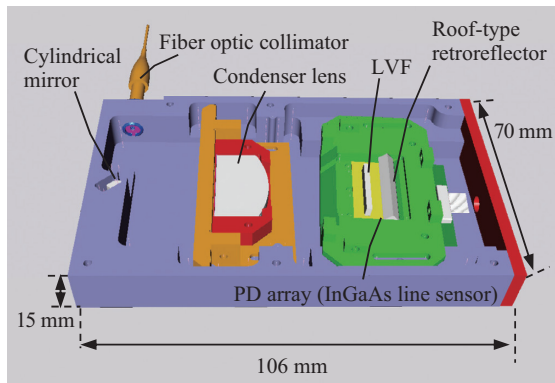 Fiber optic collimator
Roof-type
retroreflector
Cylindrical
mirror
Condenser lens
LVF
70 mm
PD array (InGaAs line sensor)
15 mm
106 mm